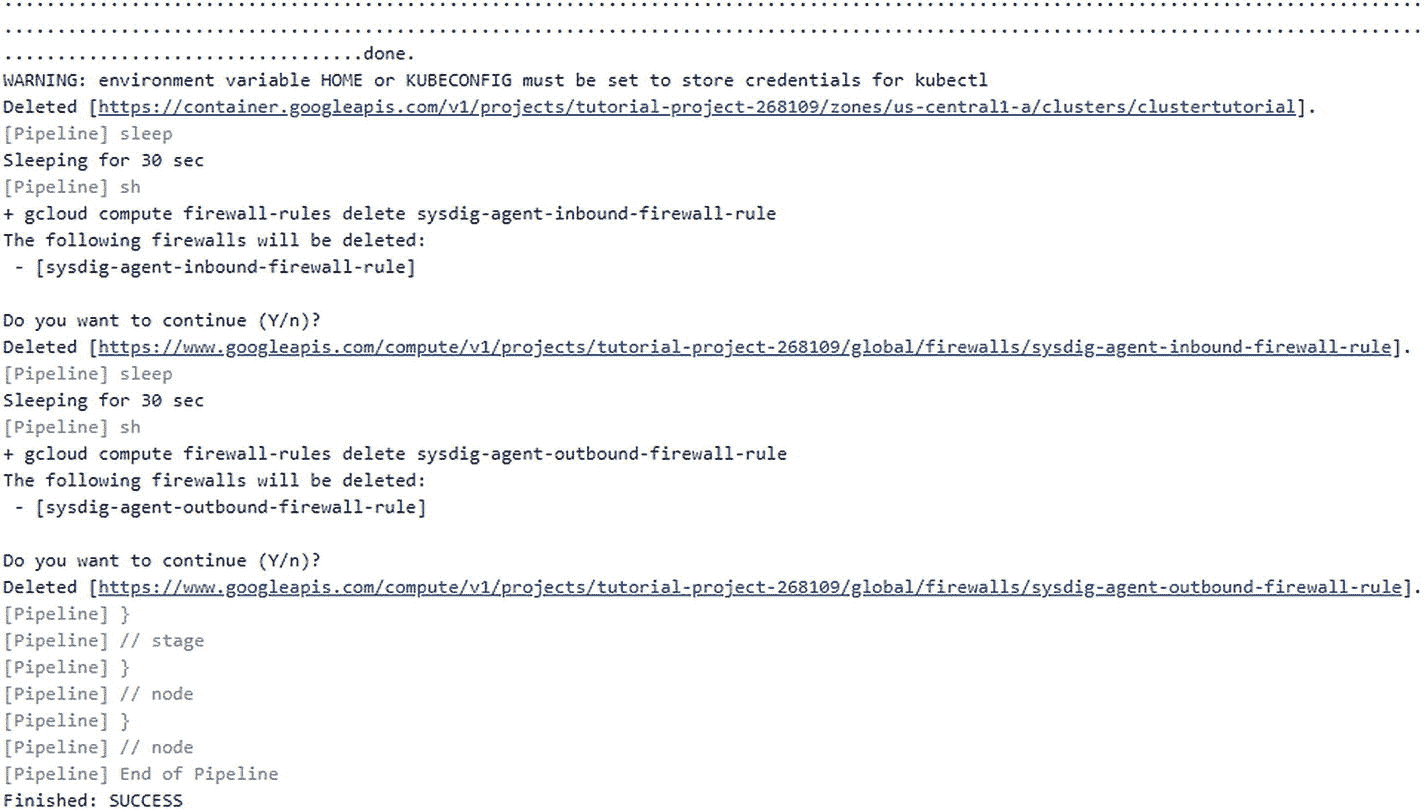 ..........................................................................................................................................
..........................................................................................................................................
..................................done.
WARNING: environment variable HOME or KUBECONFIG must be set to store credentials for kubectl
Deleted [https://container.googleapis.com/v1/projects/tutorial-project-268109/zones/us-central1-a/clusters/clustertutorial].
[Pipeline] sleep
Sleeping for 30 sec
[Pipeline] sh
+ gcloud compute firewall-rules delete sysdig-agent-inbound-firewall-rule
The following firewalls will be deleted:
 - [sysdig-agent-inbound-firewall-rule]

Do you want to continue (Y/n)?
Deleted [https://www.googleapis.com/compute/v1/projects/tutorial-project-268109/global/firewalls/sysdig-agent-inbound-firewall-rule].
[Pipeline] sleep
Sleeping for 30 sec
[Pipeline] sh
+ gcloud compute firewall-rules delete sysdig-agent-outbound-firewall-rule
The following firewalls will be deleted:
 - [sysdig-agent-outbound-firewall-rule]

Do you want to continue (Y/n)?
Deleted [https://www.googleapis.com/compute/v1/projects/tutorial-project-268109/global/firewalls/sysdig-agent-outbound-firewall-rule].
[Pipeline] }
[Pipeline] // stage
[Pipeline] }
[Pipeline] // node
[Pipeline] }
[Pipeline] // node
[Pipeline] End of Pipeline
Finished: SUCCESS